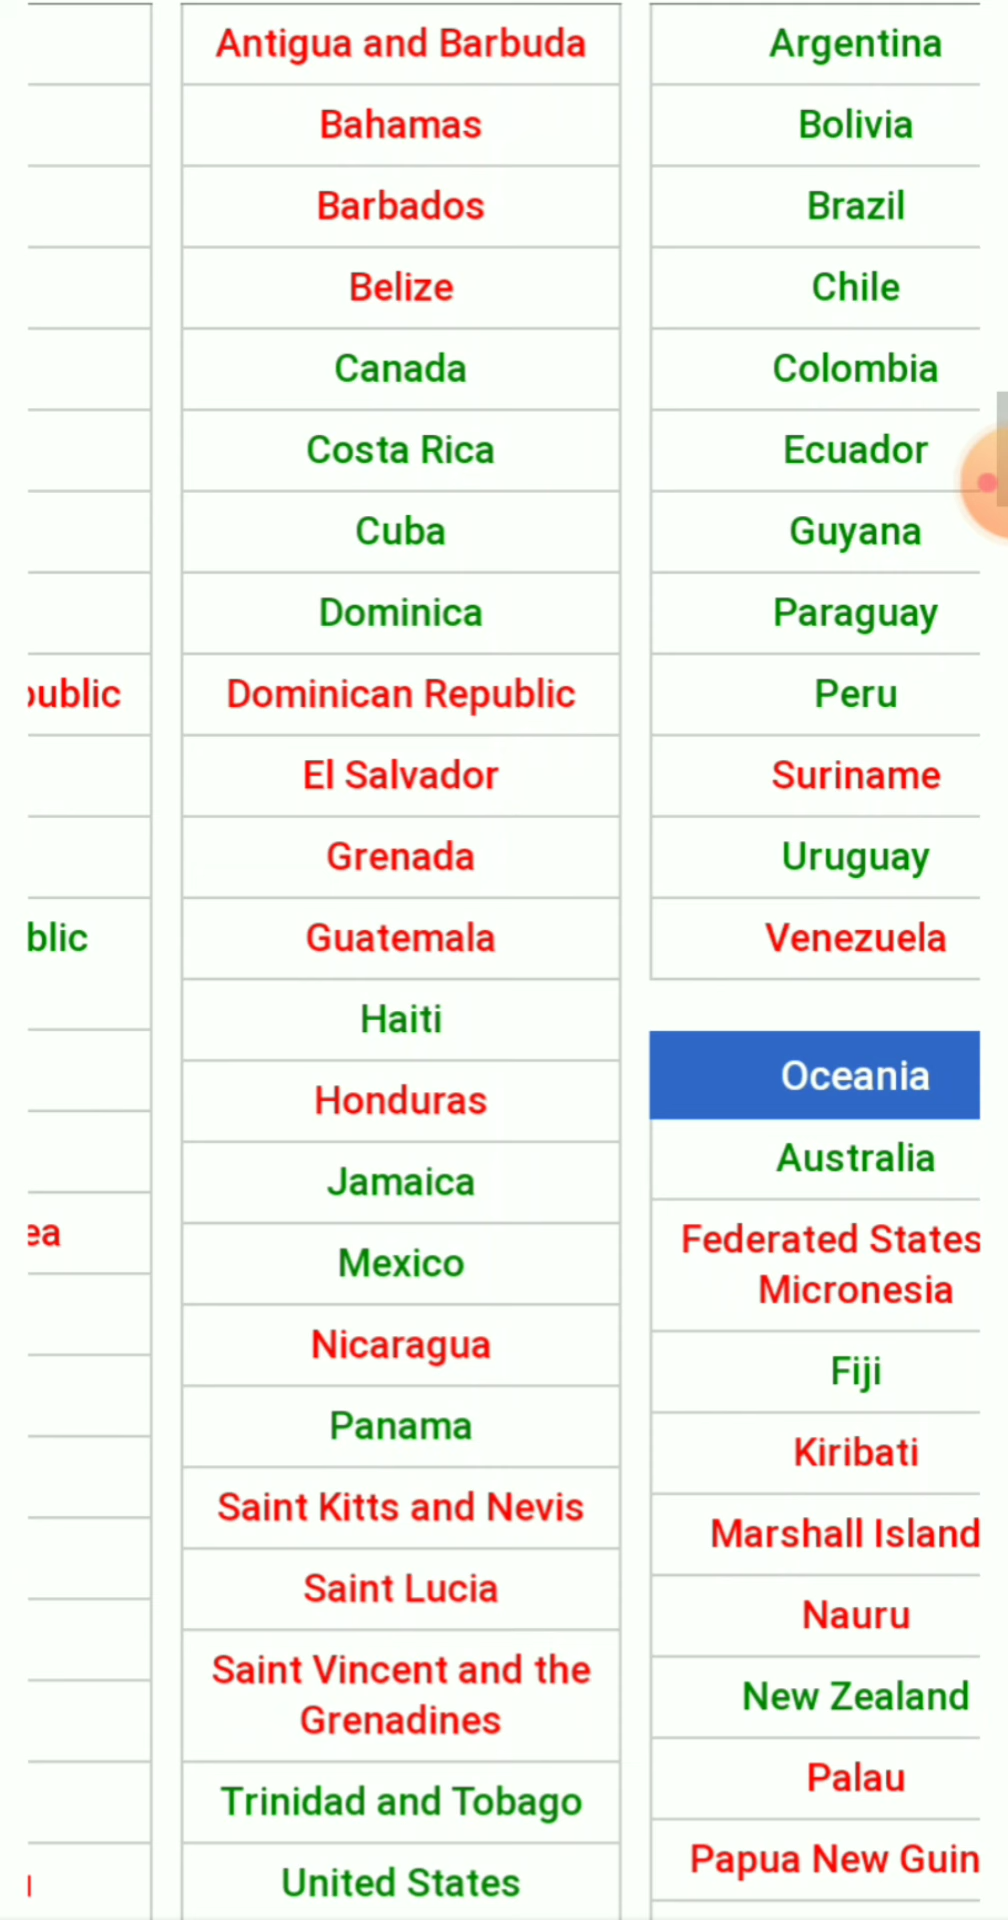 public
blic
ea
Antigua and Barbuda
Bahamas
Barbados
Belize
Canada
Costa Rica
Cuba
Dominica
Dominican Republic
El Salvador
Grenada
Guatemala
Haiti
Honduras
Jamaica
Mexico
Nicaragua
Panama
Saint Kitts and Nevis
Saint Lucia
Saint Vincent and the
Grenadines
Trinidad and Tobago
United States
Argentina
Bolivia
Brazil
Chile
Colombia
Ecuador
Guyana
Paraguay
Peru
Suriname
Uruguay
Venezuela
Oceania
Australia
Federated States
Micronesia
Fiji
Kiribati
Marshall Island
Nauru
New Zealand
Palau
Papua New Guin